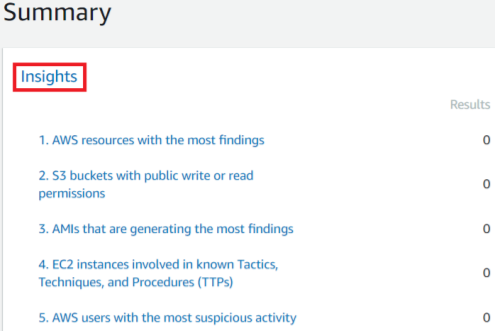 Summary
Insights
Results
1. AWS resources with the most findings 0
2. S3 buckets with public write or read
permissions 0
3. AMIs that are generating the most findings 0
4. EC2 instances involved in known Tactics,
Techniques, and Procedures (TTPs) 0
5. AWS users with the most suspicious activity 0